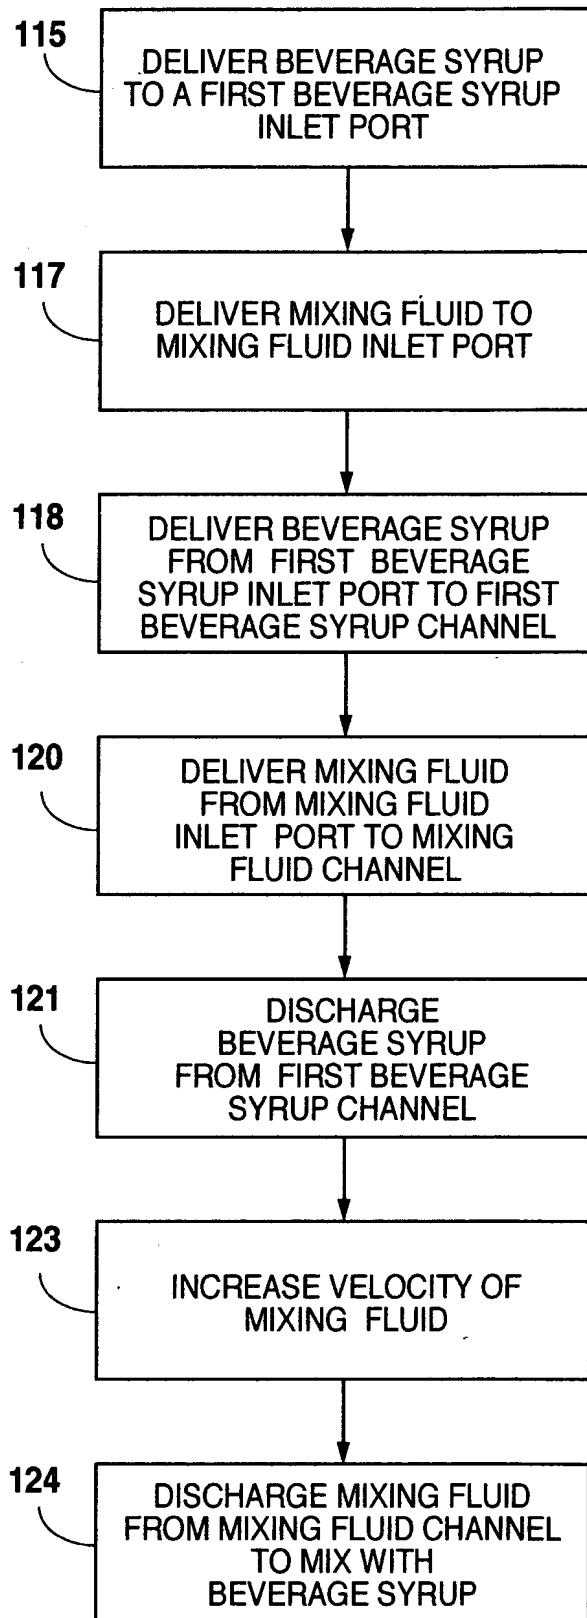 115
DELIVER BEVERAGE SYRUP
TO A FIRST BEVERAGE SYRUP
INLET PORT
117
DELIVER MIXING FLUID TO
MIXING FLUID INLET PORT
118
DELIVER BEVERAGE SYRUP
FROM FIRST BEVERAGE
SYRUP INLET PORT TO FIRST
BEVERAGE SYRUP CHANNEL
120
DELIVER MIXING FLUID
FROM MIXING FLUID
INLET PORT TO MIXING
FLUID CHANNEL
121
DISCHARGE
BEVERAGE SYRUP
FROM FIRST BEVERAGE
SYRUP CHANNEL
123
INCREASE VELOCITY OF
MIXING FLUID
124
DISCHARGE MIXING FLUID
FROM MIXING FLUID CHANNEL
TO MIX WITH
BEVERAGE SYRUP